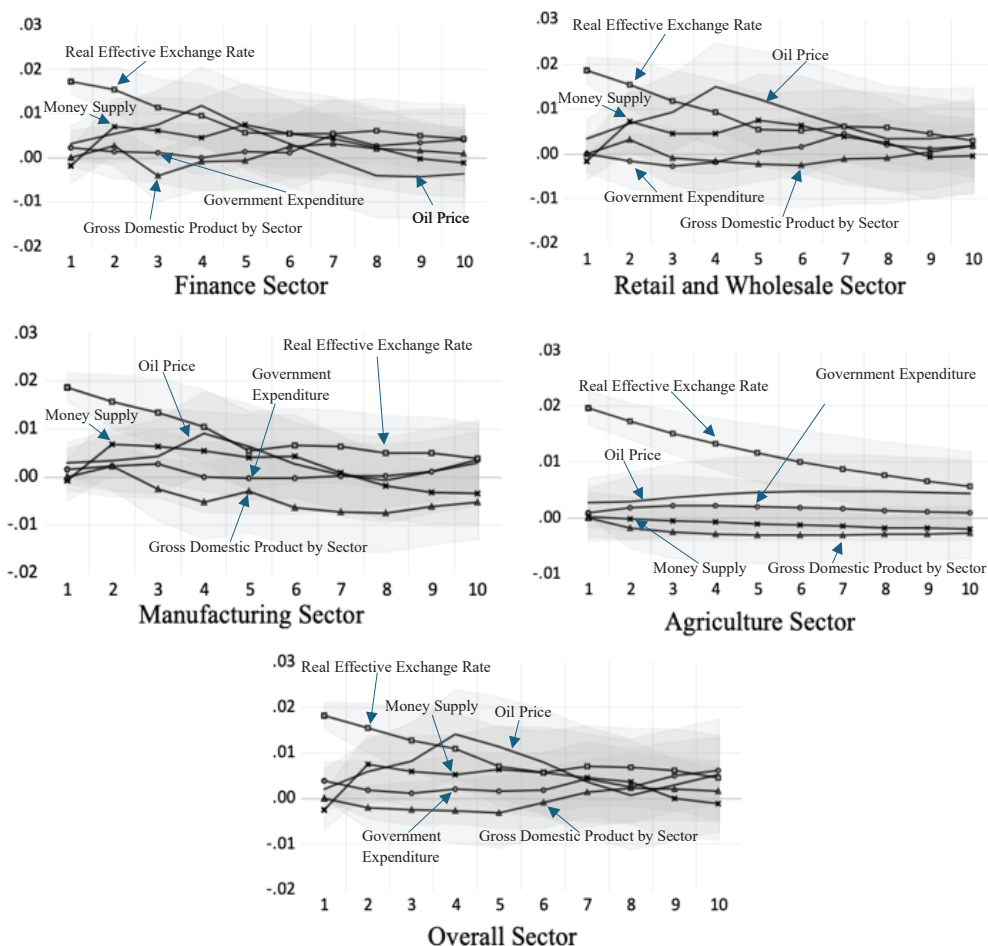 .03
.02
.01
.00
-.01
-.02
Real Effective Exchange Rate
Money Supply
Government Expenditure
Oil Price
Gross Domestic Product by Sector
1 2 3 4 5 6 7 8 9 10
Finance Sector
.03
.02
.01
.00
-.01
-.02
Real Effective Exchange Rate
Oil Price
Money Supply
Government Expenditure
Gross Domestic Product by Sector
1 2 3 4 5 6 7 8 9 10
Retail and Wholesale Sector
.03
.02
.01
.00
-.01
-.02
Real Effective Exchange Rate
Oil Price
Government
Expenditure
Money Supply
Gross Domestic Product by Sector
1 2 3 4 5 6 7 8 9 10
Manufacturing Sector
.03
.02
.01
.00
-.01
Government Expenditure
Real Effective Exchange Rate
Oil Price
Money Supply
Gross Domestic Product by Sector
1 2 3 4 5 6 7 8 9 10
Agriculture Sector
.03
.02
.01
.00
-.01
-.02
Real Effective Exchange Rate
Money Supply
Oil Price
Government
Expenditure
Gross Domestic Product by Sector
1 2 3 4 5 6 7 8 9 10
Overall Sector